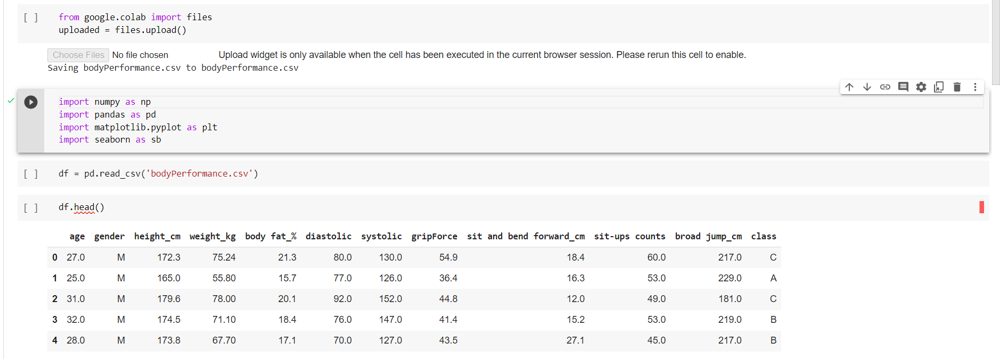 [ ] from google.colab import files
uploaded = files.upload()
Choose Files No file chosen Upload widget is only available when the cell has been executed in the current browser session. Please rerun this cell to enable.
Saving bodyPerformance.csv to bodyPerformance.csv
import numpy as np
import pandas as pd
import matplotlib.pyplot as plt
import seaborn as sb
[ ] df = pd.read_csv('bodyPerformance.csv')
[ ] df.head()
age gender height_cm weight_kg body fat_% diastolic systolic gripForce sit and bend forward_cm sit-ups counts broad jump_cm class
0 27.0 M 172.3 75.24 21.3 80.0 130.0 54.9 18.4 60.0 217.0 C
1 25.0 M 165.0 55.80 15.7 77.0 126.0 36.4 16.3 53.0 229.0 A
2 31.0 M 179.6 78.00 20.1 92.0 152.0 44.8 12.0 49.0 181.0 C
3 32.0 M 174.5 71.10 18.4 76.0 147.0 41.4 15.2 53.0 219.0 B
4 28.0 M 173.8 67.70 17.1 70.0 127.0 43.5 27.1 45.0 217.0 B